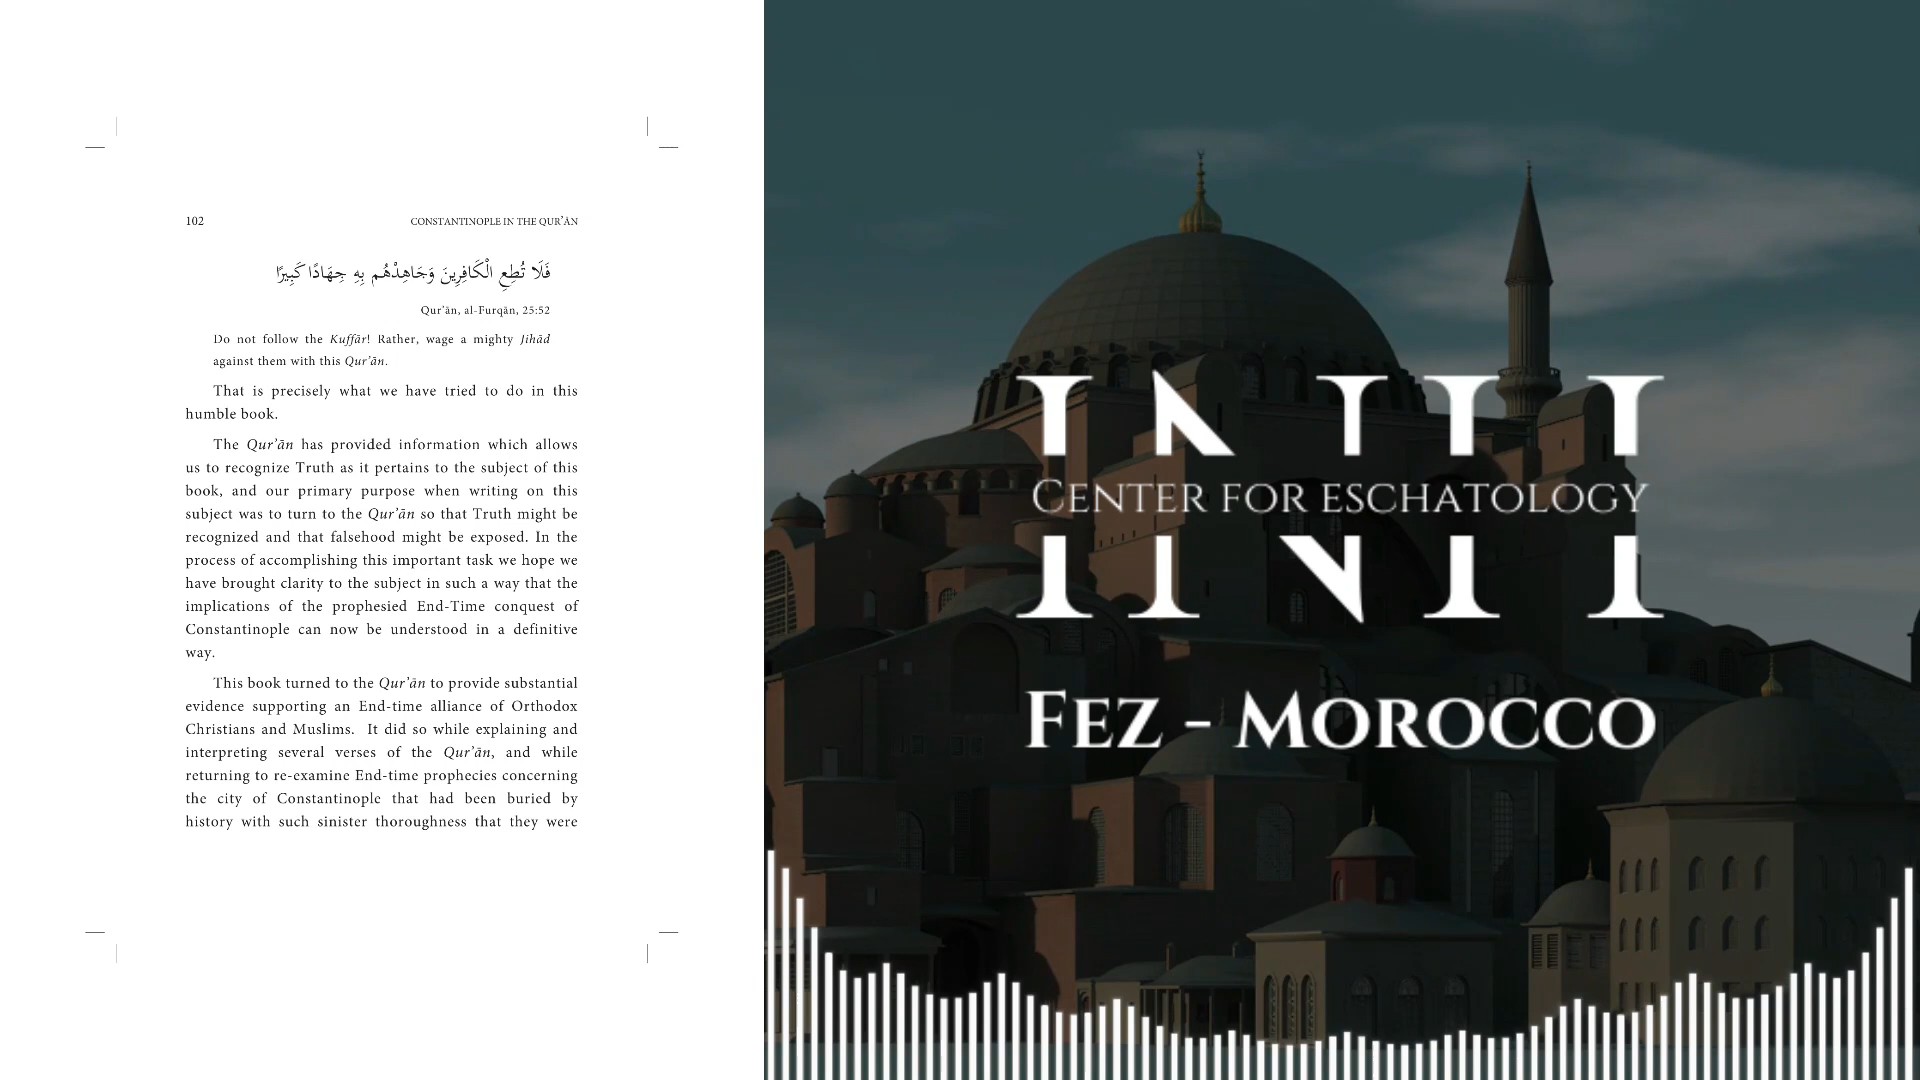 102
CONSTANTINOPLE IN THE QUR’ĀN
فَلَا تُطِعِ الْكَافِرِينَ وَجَاهِدْهُم بِهِ جِهَادًا كَبِيرًا
Qur’ān, al-Furqān, 25:52
Do not follow the Kuffār! Rather, wage a mighty Jihād
against them with this Qur’ān.
That is precisely what we have tried to do in this
humble book.
The Qur’ān has provided information which allows
us to recognize Truth as it pertains to the subject of this
book, and our primary purpose when writing on this
subject was to turn to the Qur’ān so that Truth might be
recognized and that falsehood might be exposed. In the
process of accomplishing this important task we hope we
have brought clarity to the subject in such a way that the
implications of the prophesied End-Time conquest of
Constantinople can now be understood in a definitive
way.
This book turned to the Qur’ān to provide substantial
evidence supporting an End-time alliance of Orthodox
Christians and Muslims.  It did so while explaining and
interpreting several verses of the Qur’ān, and while
returning to re-examine End-time prophecies concerning
the city of Constantinople that had been buried by
history with such sinister thoroughness that they were
INH
CENTER FOR ESCHATOLOGY
FEZ - MOROCCO